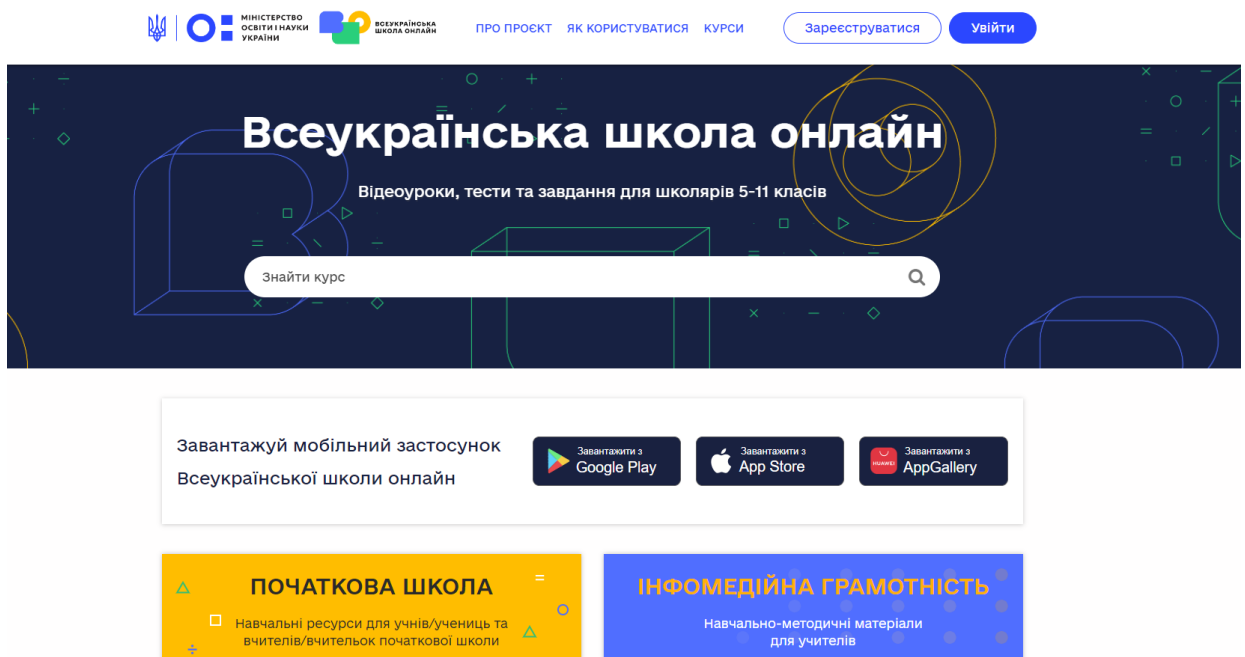 МІНІСТЕРСТВО
ОСВІТИ І НАУКИ
УКРАЇНИ
ВСЕУКРАЇНСЬКА
ШКОЛА ОНЛАЙН
ПРО ПРОЄКТ ЯК КОРИСТУВАТИСЯ КУРСИ Зареєструватися Увійти
Всеукраїнська школа онлайн
Відеоуроки, тести та завдання для школярів 5-11 класів
Знайти курс
Завантажуй мобільний застосунок
Всеукраїнської школи онлайн
Завантажити з
Google Play
Завантажити з
App Store
HUAWEI
Завантажити з
AppGallery
ПОЧАТКОВА ШКОЛА
Навчальні ресурси для учнів/учениць та
вчителів/вчительок початкової школи
ІНФОМЕДІЙНА ГРАМОТНІСТЬ
Навчально-методичні матеріали
для учителів